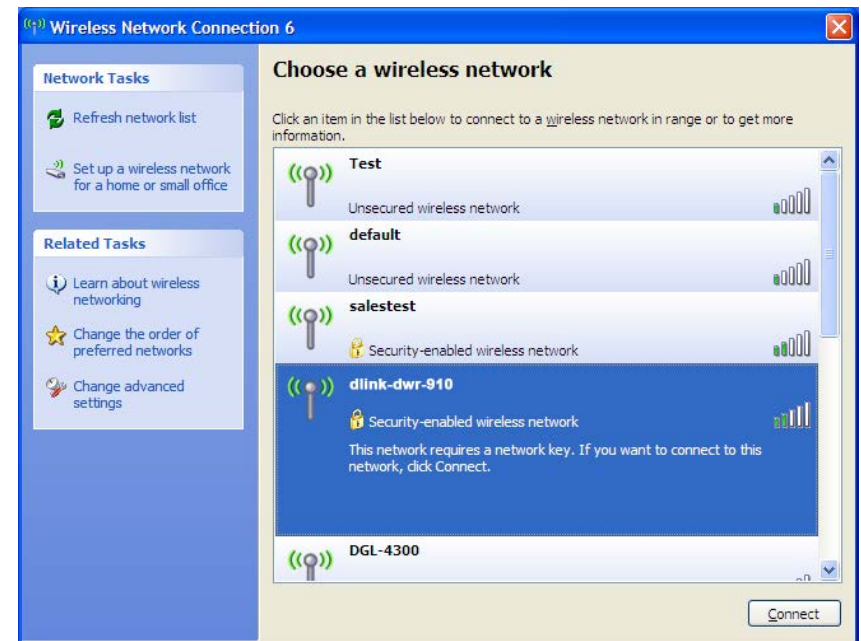 Wireless Network Connection 6
Network Tasks
Refresh network list
Set up a wireless network
for a home or small office
Related Tasks
Learn about wireless
networking
Change the order of
preferred networks
Change advanced
settings
Choose a wireless network
Click an item in the list below to connect to a wireless network in range or to get more
information.
Test
Unsecured wireless network
default
Unsecured wireless network
salestest
Security-enabled wireless network
dlink-dwr-910
Security-enabled wireless network
This network requires a network key. If you want to connect to this
network, click Connect.
DGL-4300
Connect